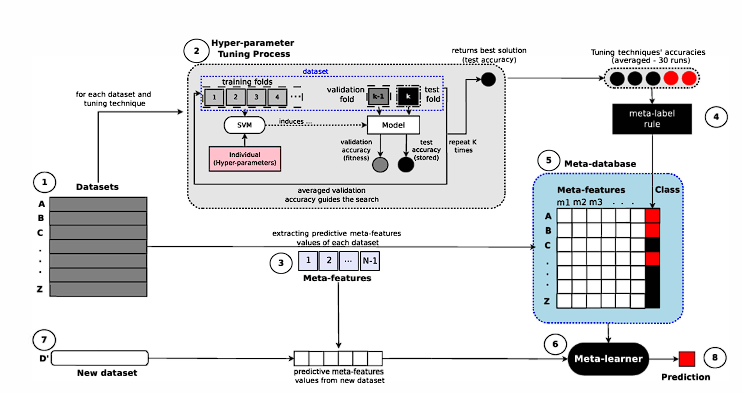 2
Hyper-parameter
Tuning Process
returns best solution
(test accuracy)
Tuning techniques' accuracies
(averaged - 30 runs)
dataset
training folds
1 2 3 4 ...
validation
fold
k-1
k
test
fold
for each dataset and
tuning technique
SVM
induces ...
Model
Individual
(Hyper-parameters)
validation
accuracy
(fitness)
test
accuracy
(stored)
repeat K
times
averaged validation
accuracy guides the search
meta-label
rule
4
5
Meta-database
Meta-features
Class
m1 m2 m3 . . .
A
B
C
.
.
.
Z
1
Datasets
A
B
C
.
.
.
Z
extracting predictive meta-features
values of each dataset
3
1 2 ... N-1
Meta-features
7
D'
New dataset
predictive meta-features
values from new dataset
6
Meta-learner
8
Prediction